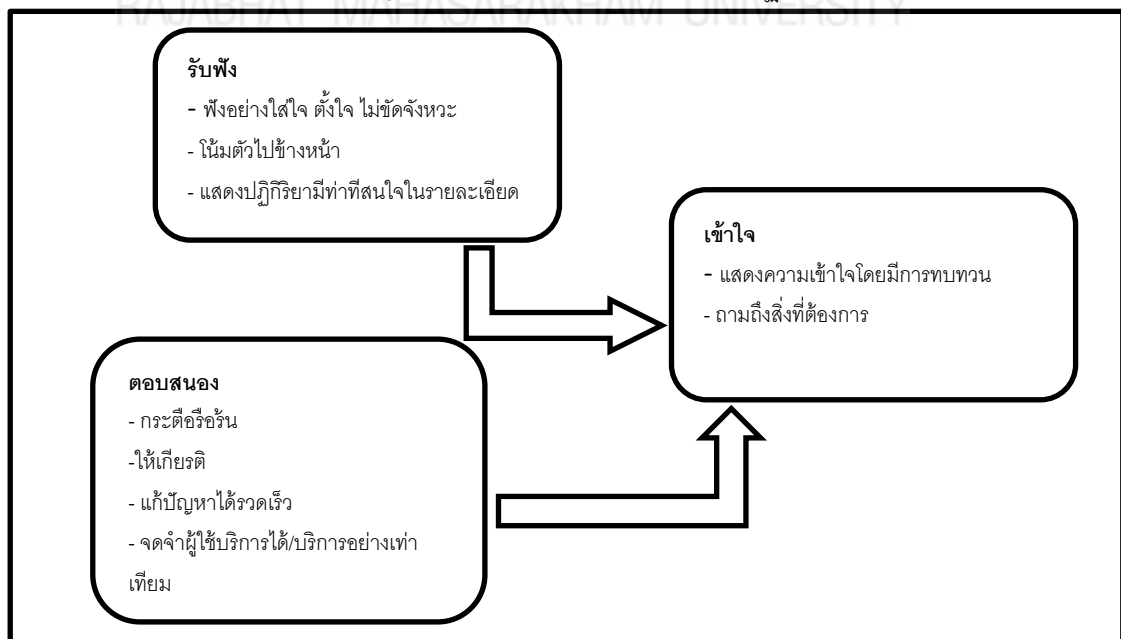 RAJABHAT MAHASARAKHAM UNIVERSITY
รับฟัง
- ฟังอย่างใส่ใจ ตั้งใจ ไม่ขัดจังหวะ
- โน้มตัวไปข้างหน้า
- แสดงปฏิกิริยามีท่าทีสนใจในรายละเอียด
เข้าใจ
- แสดงความเข้าใจโดยมีการทบทวน
- ถามถึงสิ่งที่ต้องการ
ตอบสนอง
- กระตือรือร้น
-ให้เกียรติ
- แก้ปัญหาได้รวดเร็ว
- จดจำผู้ใช้บริการได้/บริการอย่างเท่า
เทียม